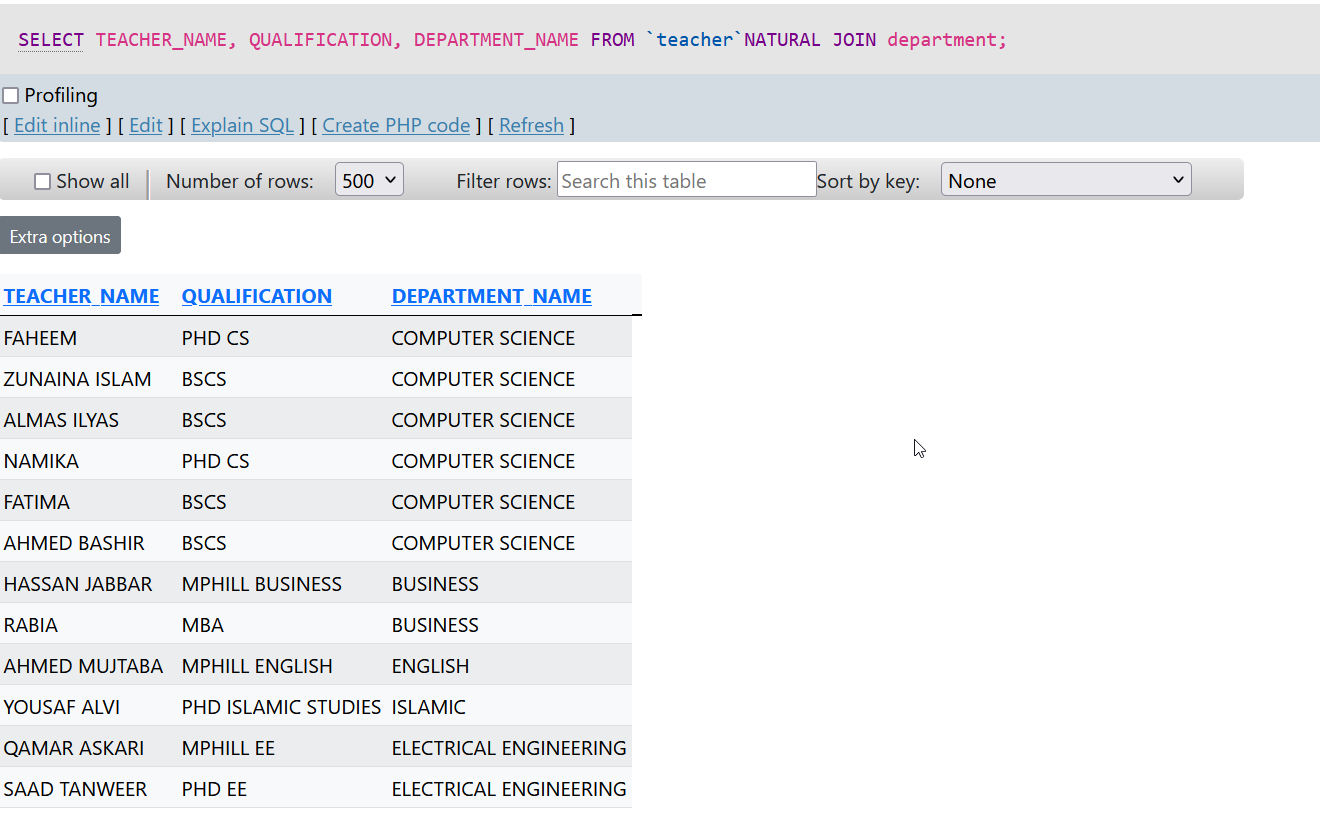 SELECT TEACHER_NAME, QUALIFICATION, DEPARTMENT_NAME FROM `teacher`NATURAL JOIN department;
Profiling
[ Edit inline ] [ Edit ] [ Explain SQL ] [ Create PHP code ] [ Refresh ]
Show all Number of rows: 500 Filter rows: Search this table Sort by key: None
Extra options
TEACHER_NAME QUALIFICATION DEPARTMENT_NAME
FAHEEM PHD CS COMPUTER SCIENCE
ZUNAINA ISLAM BSCS COMPUTER SCIENCE
ALMAS ILYAS BSCS COMPUTER SCIENCE
NAMIKA PHD CS COMPUTER SCIENCE
FATIMA BSCS COMPUTER SCIENCE
AHMED BASHIR BSCS COMPUTER SCIENCE
HASSAN JABBAR MPHILL BUSINESS BUSINESS
RABIA MBA BUSINESS
AHMED MUJTABA MPHILL ENGLISH ENGLISH
YOUSAF ALVI PHD ISLAMIC STUDIES ISLAMIC
QAMAR ASKARI MPHILL EE ELECTRICAL ENGINEERING
SAAD TANWEER PHD EE ELECTRICAL ENGINEERING